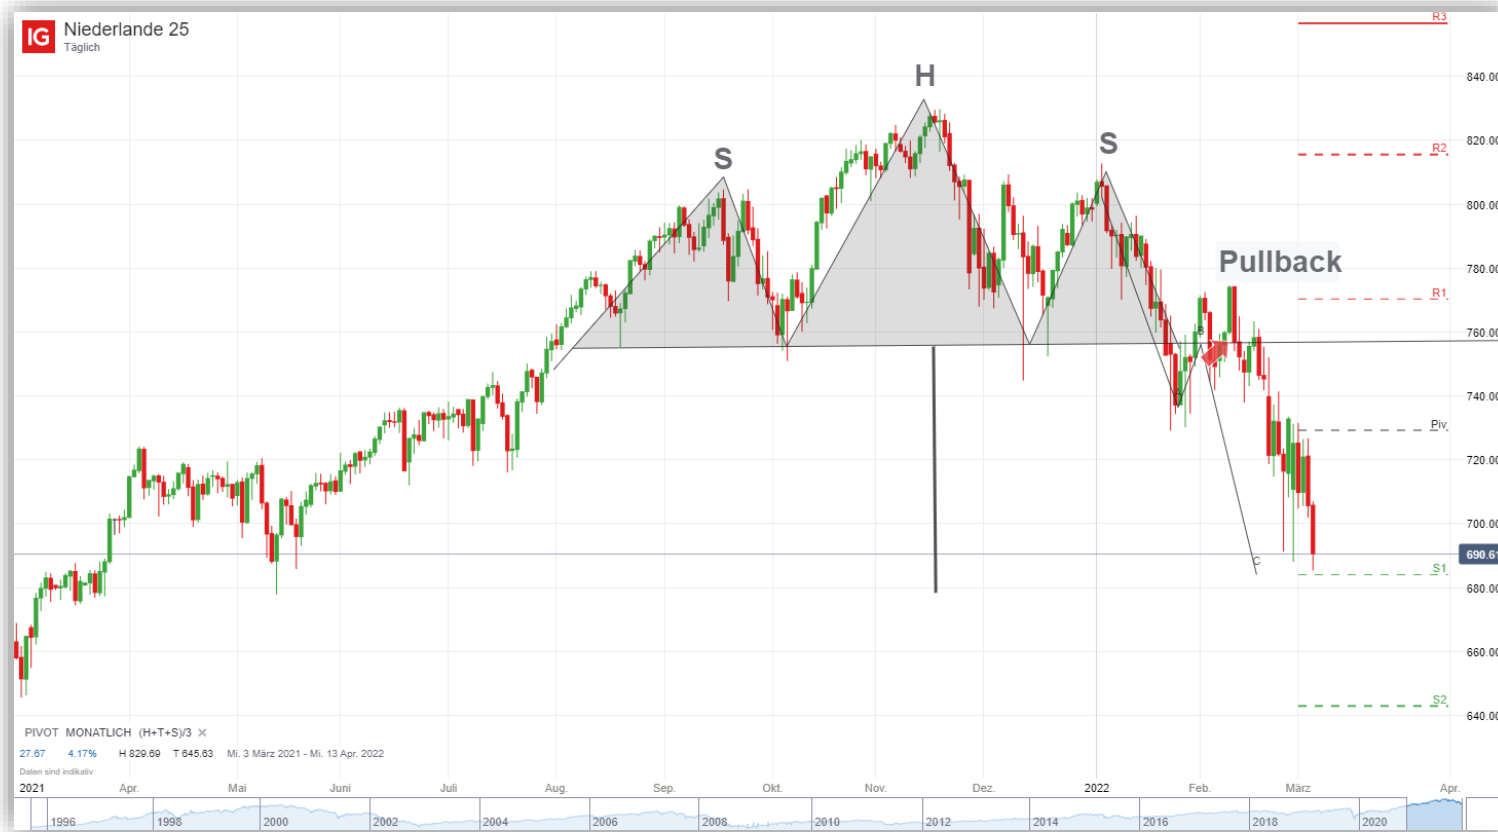 IG
Niederlande 25
Täglich
R3
840.00
H
820.00
S
S
R2
800.00
780.00
Pullback
R1
760.00
B
A
740.00
Piv
720.00
700.00
690.61
C
S1
680.00
660.00
S2
640.00
PIVOT MONATLICH (H+T+S)/3 ✕
27.67 4.17% H 829.69 T 645.63 Mi. 3 März 2021 - Mi. 13 Apr. 2022
Daten sind indikativ
2021 Apr. Mai Juni Juli Aug. Sep. Okt. Nov. Dez. 2022 Feb. März Apr.
1996 1998 2000 2002 2004 2006 2008 2010 2012 2014 2016 2018 2020